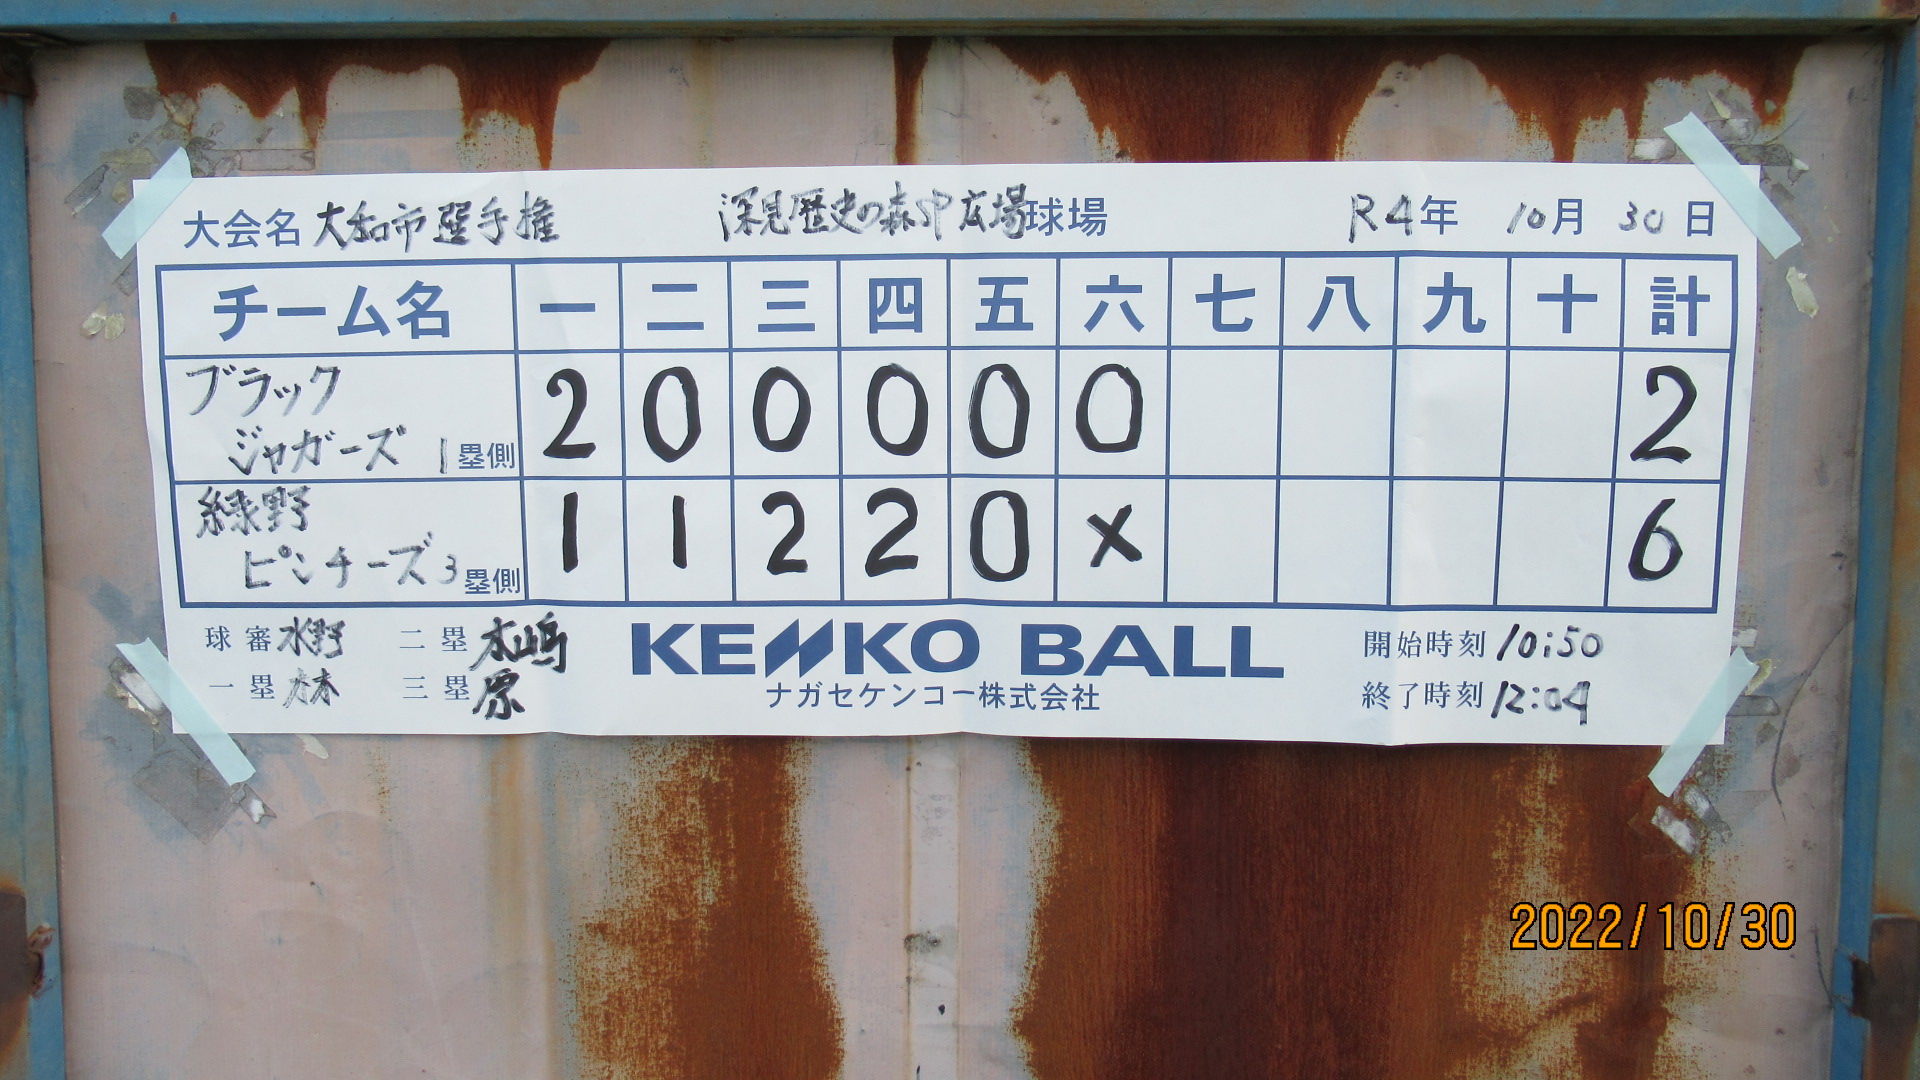 大会名 大和市選手権 深見歴史の森SP広場球場 R4年 10月 30日
チーム名 一 二 三 四 五 六 七 八 九 十 計
ブラック
ジャガーズ 1塁側 2 0 0 0 0 0 2
緑野
ピンチーズ 3塁側 1 1 2 2 0 x 6
球審 水野 二塁 木嶋
KENKO BALL
開始時刻 10:50
一塁 林 三塁 原
ナガセケンコー株式会社
終了時刻 12:04
2022/10/30